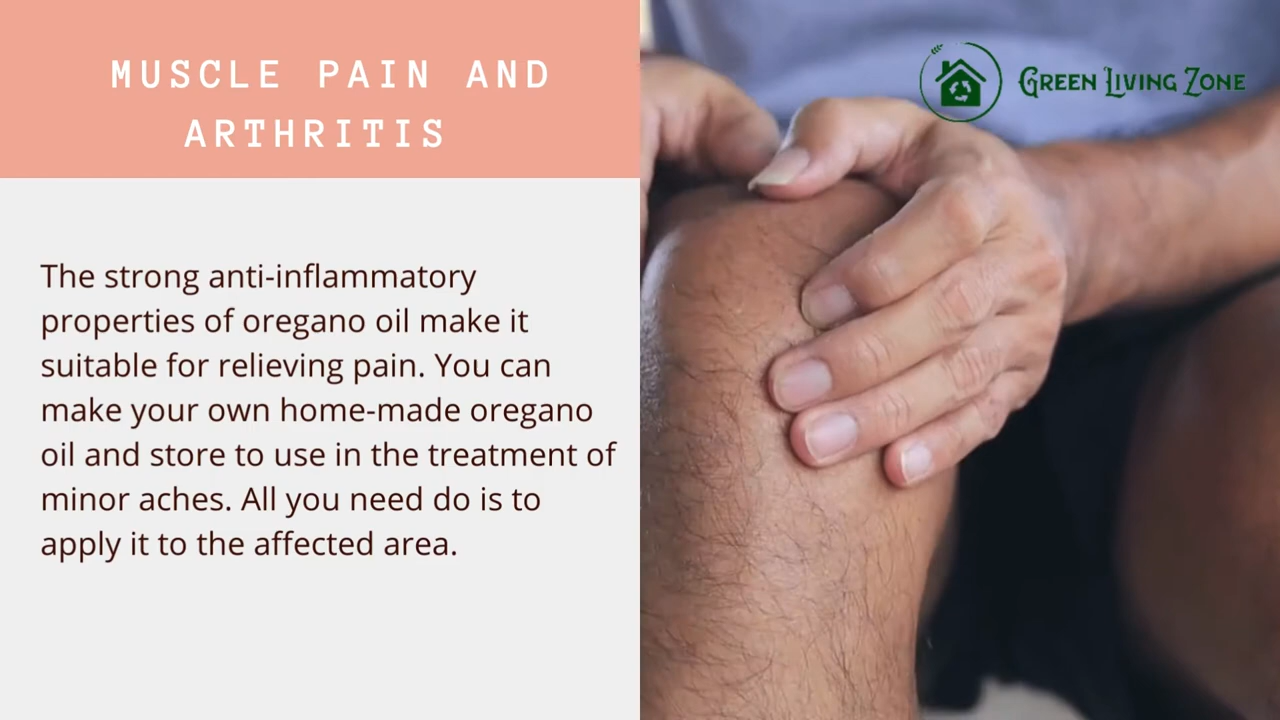 MUSCLE PAIN AND
ARTHRITIS
GREEN LIVING ZONE
The strong anti-inflammatory
properties of oregano oil make it
suitable for relieving pain. You can
make your own home-made oregano
oil and store to use in the treatment of
minor aches. All you need do is to
apply it to the affected area.